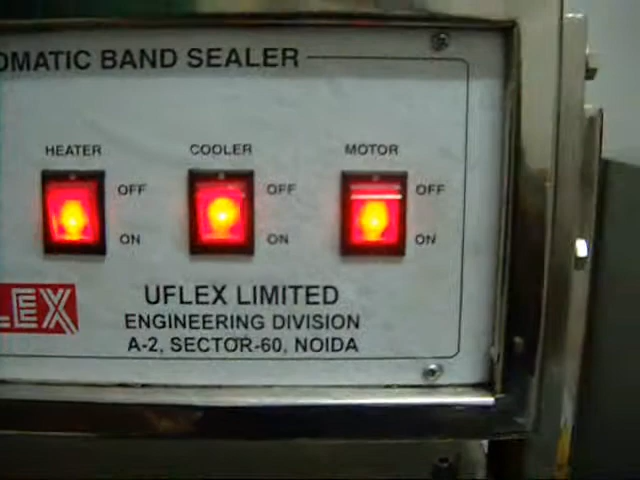 OMATIC BAND SEALER
HEATER COOLER MOTOR
OFF OFF OFF
ON ON ON
LEX
UFLEX LIMITED
ENGINEERING DIVISION
A-2, SECTOR-60, NOIDA